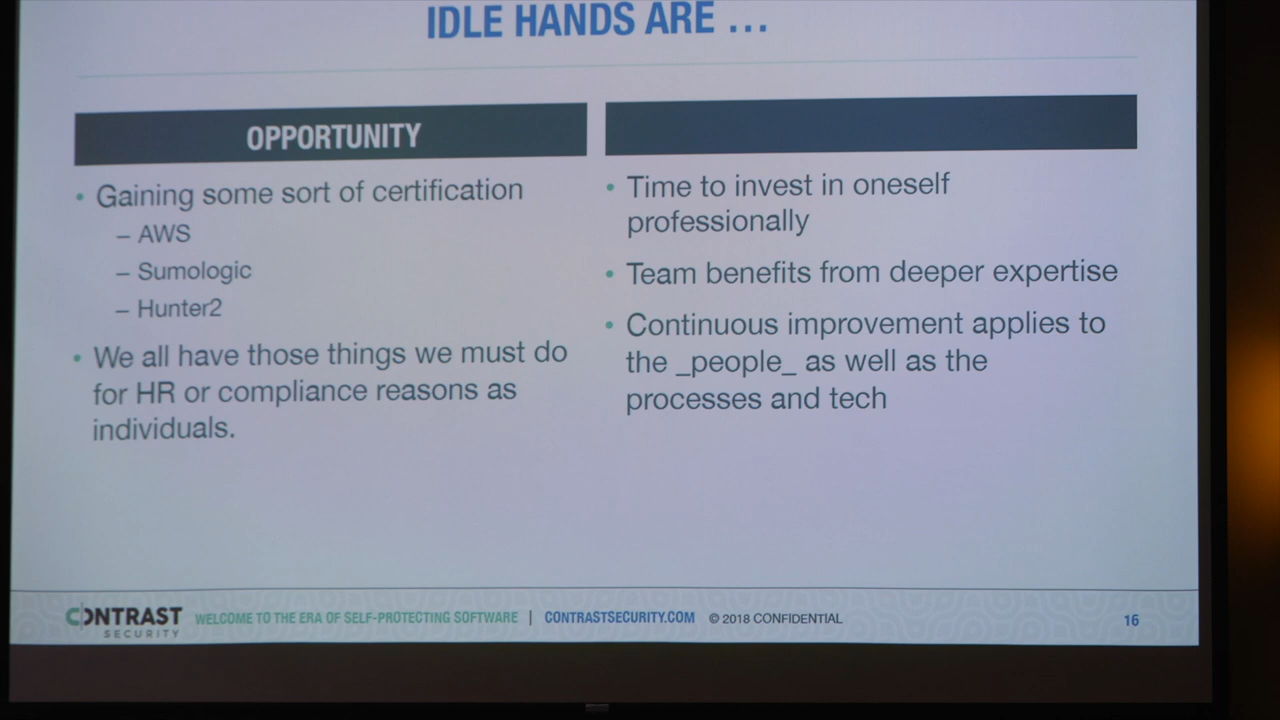 IDLE HANDS ARE ...
OPPORTUNITY
• Gaining some sort of certification
– AWS
– Sumologic
– Hunter2
• We all have those things we must do
for HR or compliance reasons as
individuals.
• Time to invest in oneself
professionally
• Team benefits from deeper expertise
• Continuous improvement applies to
the _people_ as well as the
processes and tech
CONTRAST
SECURITY
WELCOME TO THE ERA OF SELF-PROTECTING SOFTWARE | CONTRASTSECURITY.COM © 2018 CONFIDENTIAL
16